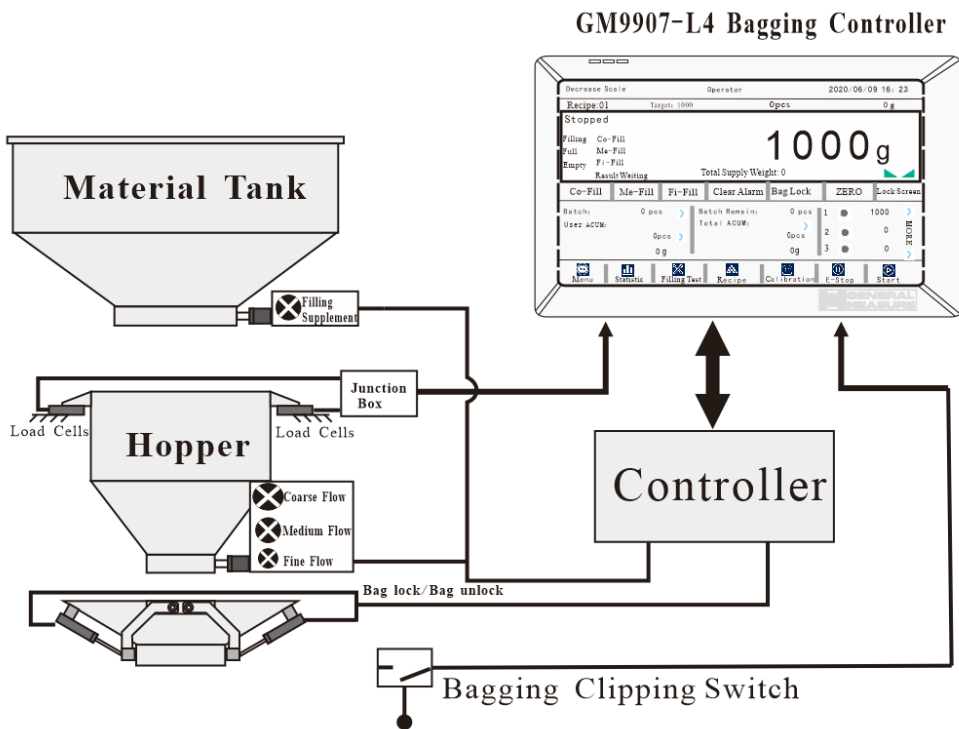 GM9907-L4 Bagging Controller
Decrease Scale Operator 2020/06/09 16: 23
Recipe:01 Target: 1000 0pcs 0 g
Stopped
Filling Co-Fill
Full Me-Fill
Empty Fi-Fill
Result Waiting
1000g
Total Supply Weight: 0
Co-Fill Me-Fill Fi-Fill Clear Alarm Bag Lock ZERO Lock Screen
Batch: 0 pcs Batch Remain: 0 pcs 1 1000
User ACUM: 0pcs Total ACUM: 0pcs 2 0
0g 0g 3 0
MORE
Menu Statistic Filling Test Recipe Calibration E-Stop Start
GENERAL
MEASURE
Material Tank
Filling
Supplement
Junction
Box
Load Cells
Load Cells
Hopper
Coarse Flow
Medium Flow
Fine Flow
Controller
Bag lock/Bag unlock
Bagging Clipping Switch